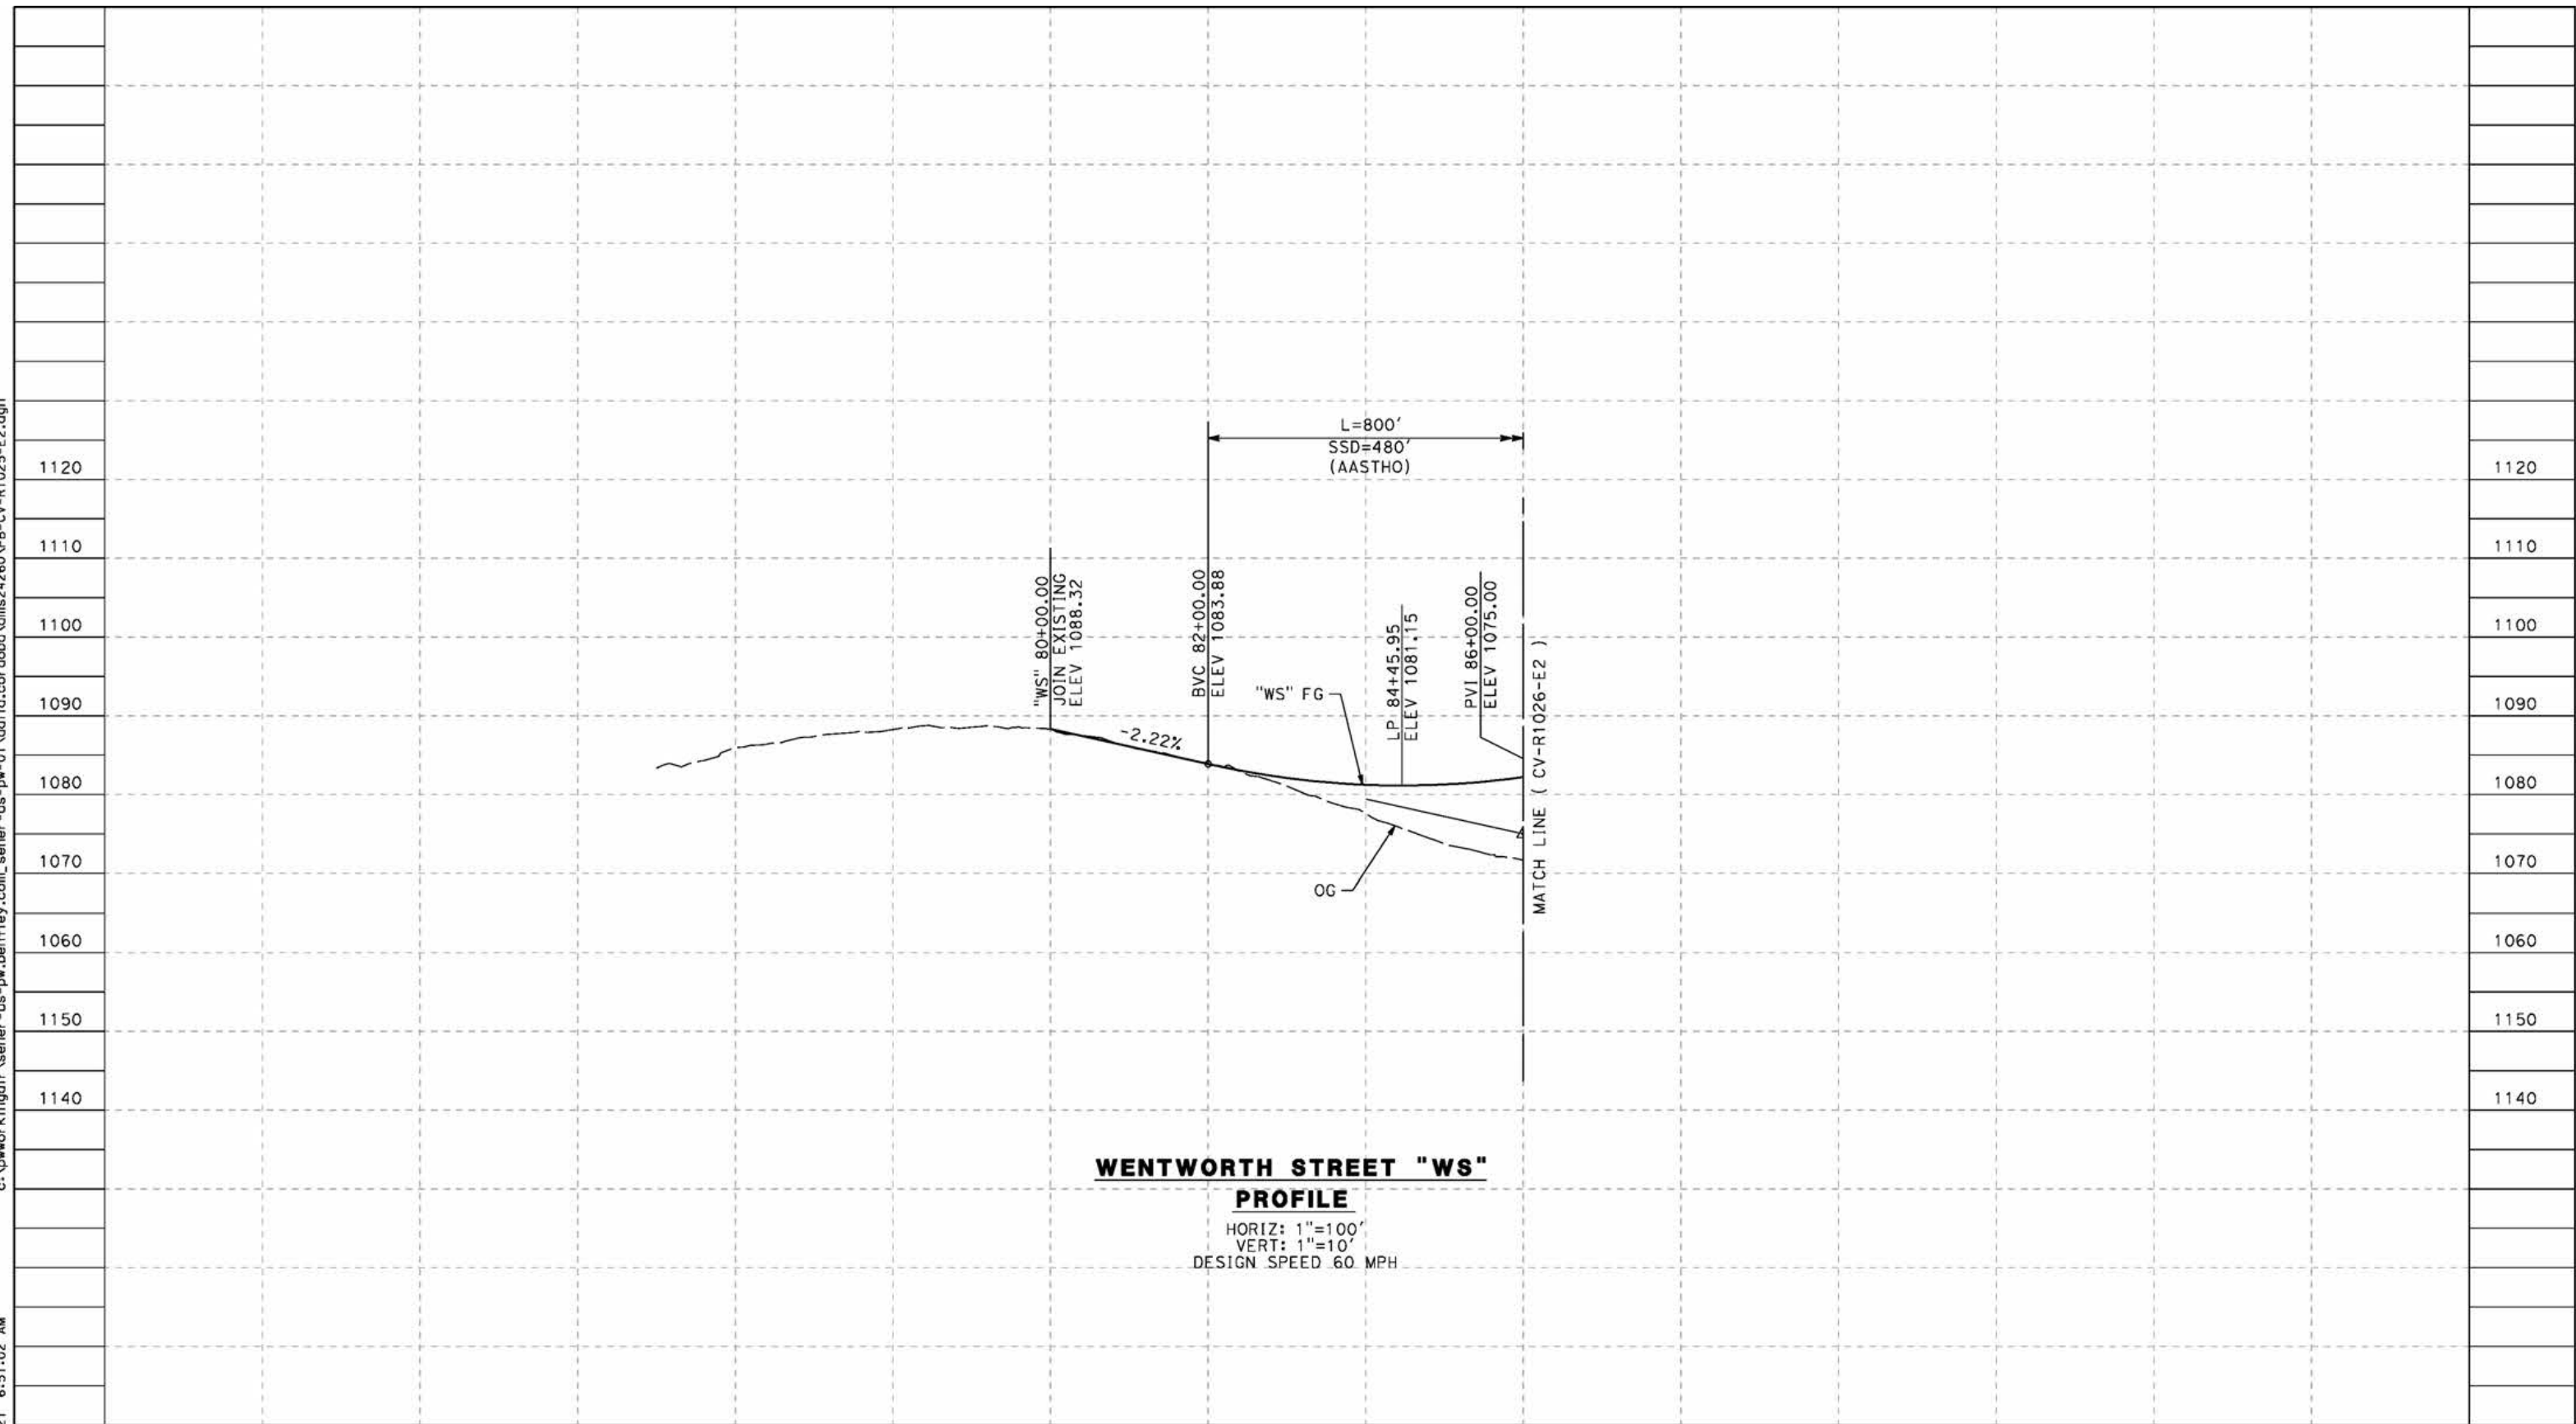 L=800'
SSD=480'
(AASTHO)
1120
1120
1110
1110
"WS" 80+00.00
JOIN EXISTING
ELEV 1088.32
BVC 82+00.00
ELEV 1083.88
"WS" FG
LP 84+45.95
ELEV 1081.15
PVI 86+00.00
ELEV 1075.00
MATCH LINE ( CV-R1026-E2 )
1100
1100
1090
1090
-2.22%
1080
1080
1070
1070
OG
1060
1060
1150
1150
1140
1140
WENTWORTH STREET "WS"
PROFILE
HORIZ: 1"=100'
VERT: 1"=10'
DESIGN SPEED 60 MPH
6:51:02 AM